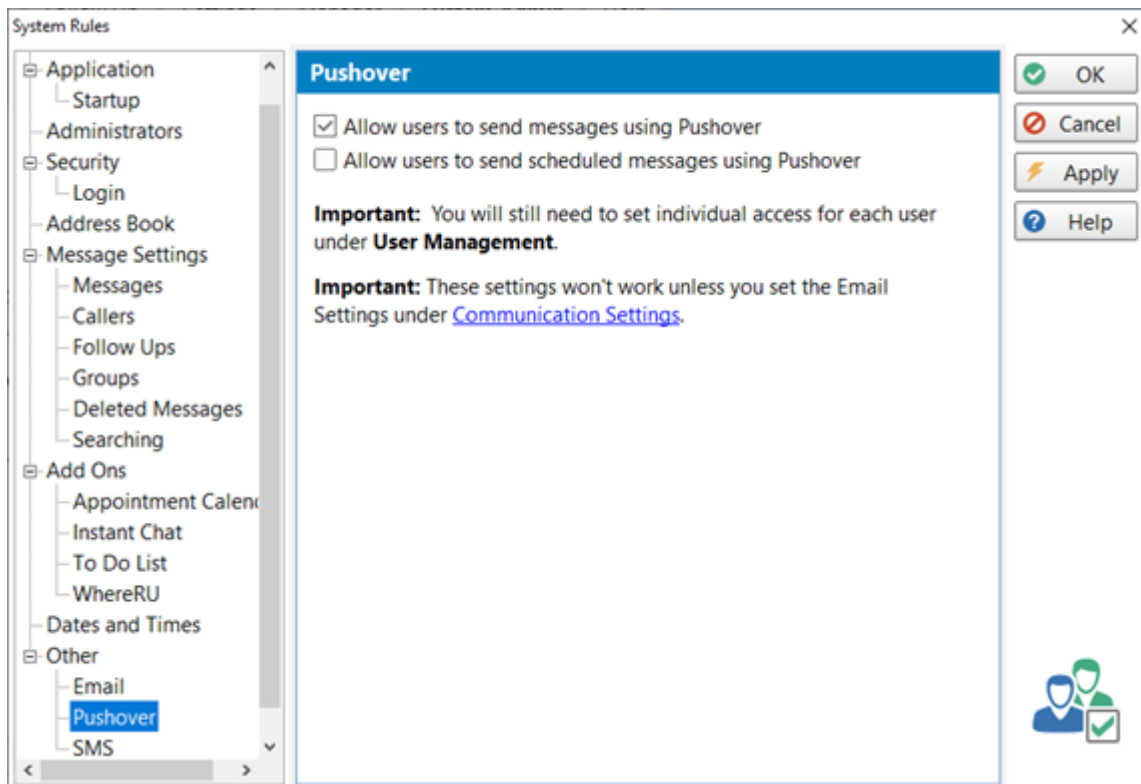 System Rules
Application
Startup
Administrators
Security
Login
Address Book
Message Settings
Messages
Callers
Follow Ups
Groups
Deleted Messages
Searching
Add Ons
Appointment Calen
Instant Chat
To Do List
WhereRU
Dates and Times
Other
Email
Pushover
SMS
Pushover
Allow users to send messages using Pushover
Allow users to send scheduled messages using Pushover
Important: You will still need to set individual access for each user
under User Management.
Important: These settings won't work unless you set the Email
Settings under Communication Settings.
OK
Cancel
Apply
Help